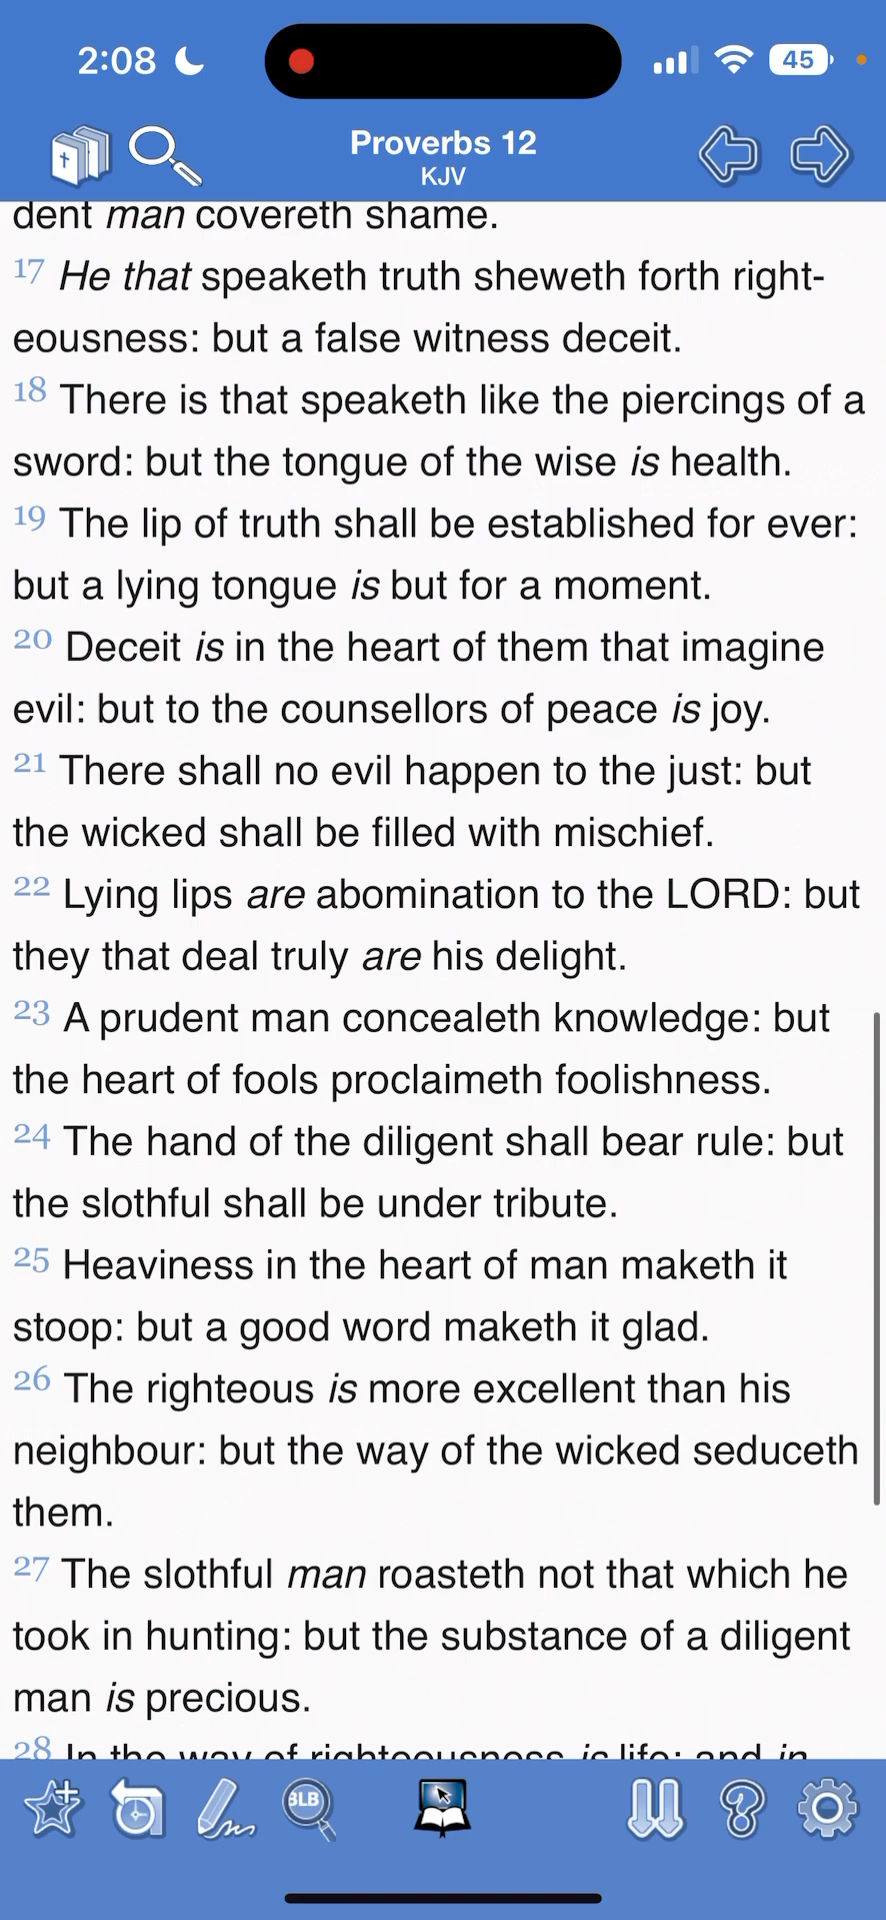 2:08
45
Proverbs 12
KJV
dent man covereth shame.
17 He that speaketh truth sheweth forth right-
eousness: but a false witness deceit.
18 There is that speaketh like the piercings of a
sword: but the tongue of the wise is health.
19 The lip of truth shall be established for ever:
but a lying tongue is but for a moment.
20 Deceit is in the heart of them that imagine
evil: but to the counsellors of peace is joy.
21 There shall no evil happen to the just: but
the wicked shall be filled with mischief.
22 Lying lips are abomination to the LORD: but
they that deal truly are his delight.
23 A prudent man concealeth knowledge: but
the heart of fools proclaimeth foolishness.
24 The hand of the diligent shall bear rule: but
the slothful shall be under tribute.
25 Heaviness in the heart of man maketh it
stoop: but a good word maketh it glad.
26 The righteous is more excellent than his
neighbour: but the way of the wicked seduceth
them.
27 The slothful man roasteth not that which he
took in hunting: but the substance of a diligent
man is precious.
28 In the way of righteousness is life: and in
BLB